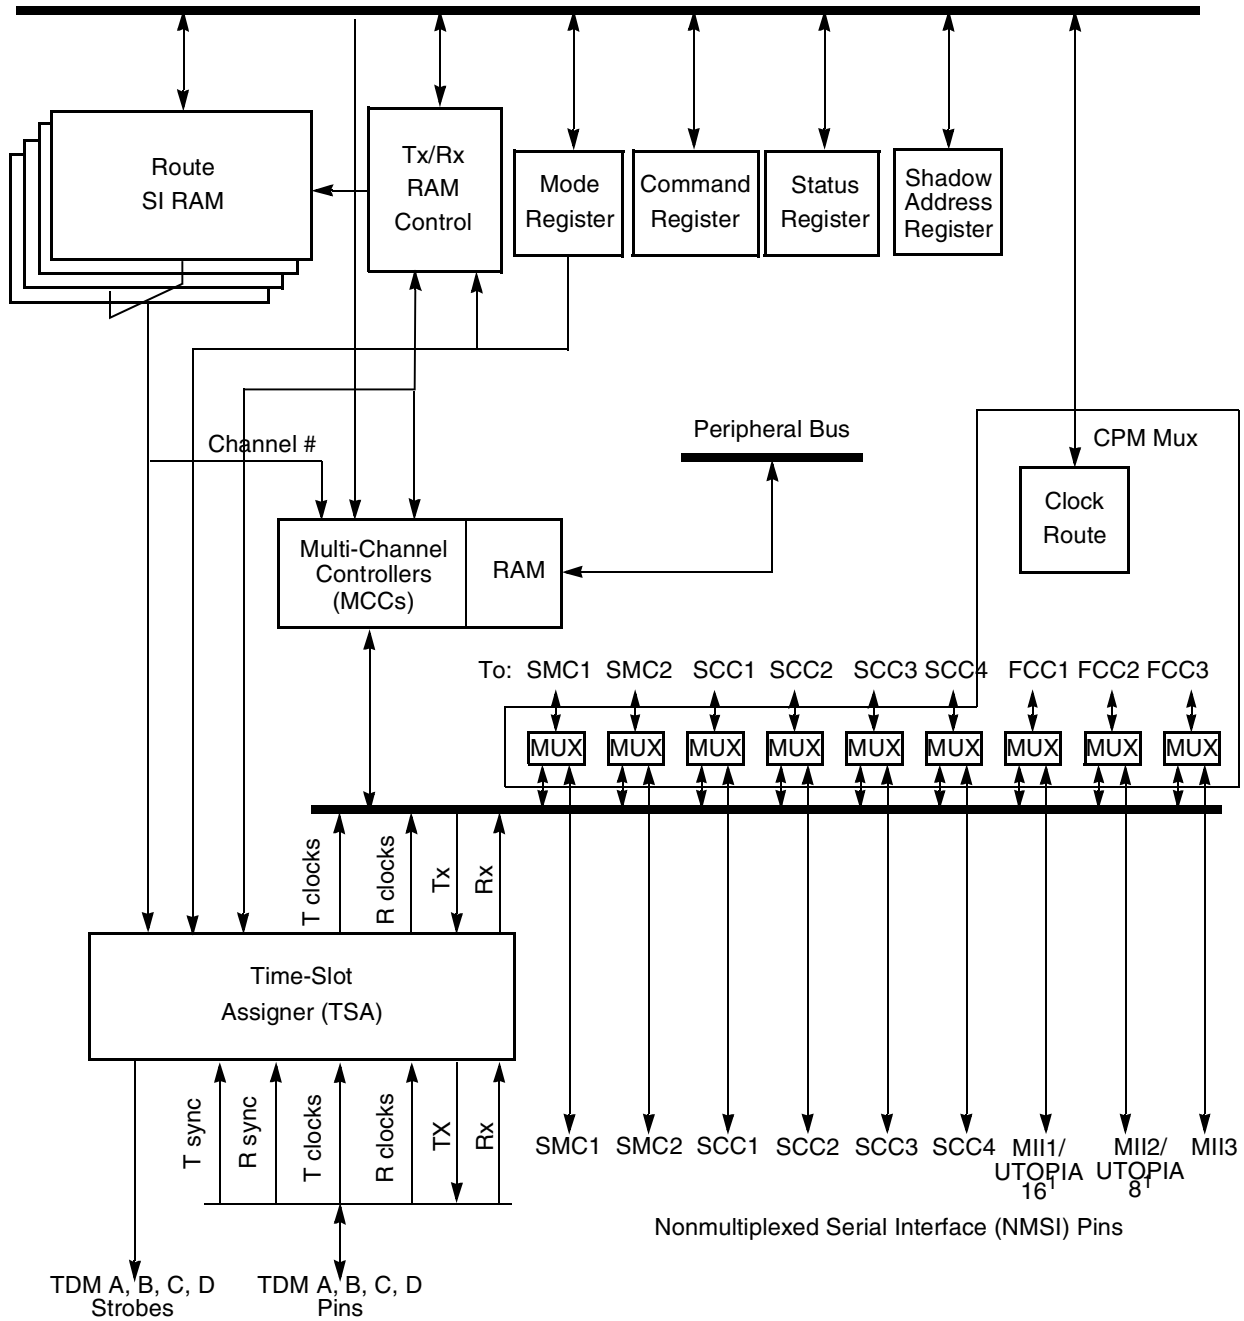 Route
SI RAM
Tx/Rx
RAM
Control
Mode
Register
Command
Register
Status
Register
Shadow
Address
Register
Peripheral Bus
CPM Mux
Clock
Route
Channel #
Multi-Channel
Controllers
(MCCs)
RAM
To: SMC1 SMC2 SCC1 SCC2 SCC3 SCC4 FCC1 FCC2 FCC3
MUX MUX MUX MUX MUX MUX MUX MUX MUX
T clocks
R clocks
Tx
Rx
Time-Slot
Assigner (TSA)
T sync
R sync
T clocks
R clocks
TX
Rx
SMC1 SMC2 SCC1 SCC2 SCC3 SCC4
MII1/
UTOPIA
16¹
MII2/
UTOPIA
8¹
MII3
Nonmultiplexed Serial Interface (NMSI) Pins
TDM A, B, C, D
Strobes
TDM A, B, C, D
Pins